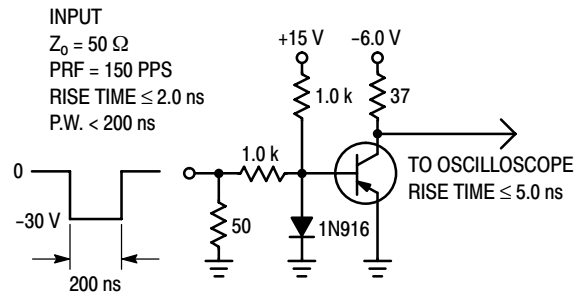 INPUT
Zo = 50 Ω
PRF = 150 PPS
RISE TIME ≤ 2.0 ns
P.W. < 200 ns
+15 V
−6.0 V
1.0 k
37
0
1.0 k
TO OSCILLOSCOPE
RISE TIME ≤ 5.0 ns
−30 V
50
1N916
200 ns